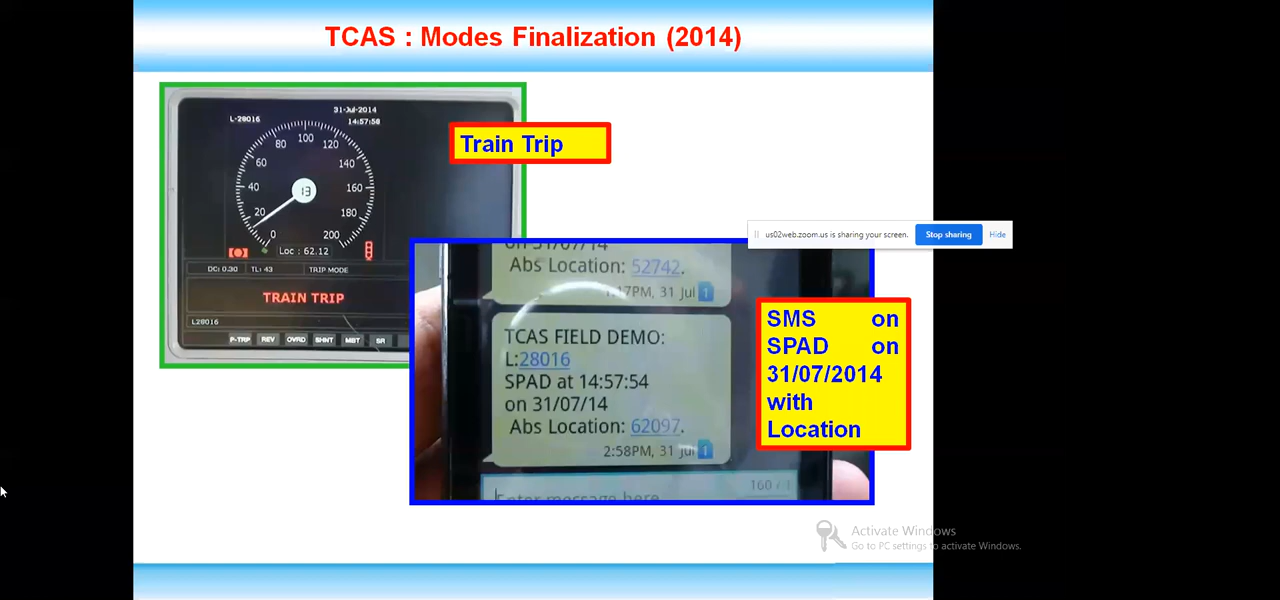 TCAS : Modes Finalization (2014)
31-Jul-2014
L-28016
14:57:58
100
80
120
60
140
40
13
160
20
180
0
200
Loc : 62.12
DC: 0.30 TL: 43 TRIP MODE
TRAIN TRIP
L28016
P-TRP REV OVRD SHNT MBT SR
Train Trip
us02web.zoom.us is sharing your screen. Stop sharing Hide
on 31/07/14
Abs Location: 52742.
17PM, 31 Jul 1
TCAS FIELD DEMO:
L:28016
SPAD at 14:57:54
on 31/07/14
Abs Location: 62097.
2:58PM, 31 Jul 1
160 /
Enter message here
SMS on
SPAD on
31/07/2014
with
Location
Activate Windows
Go to PC settings to activate Windows.